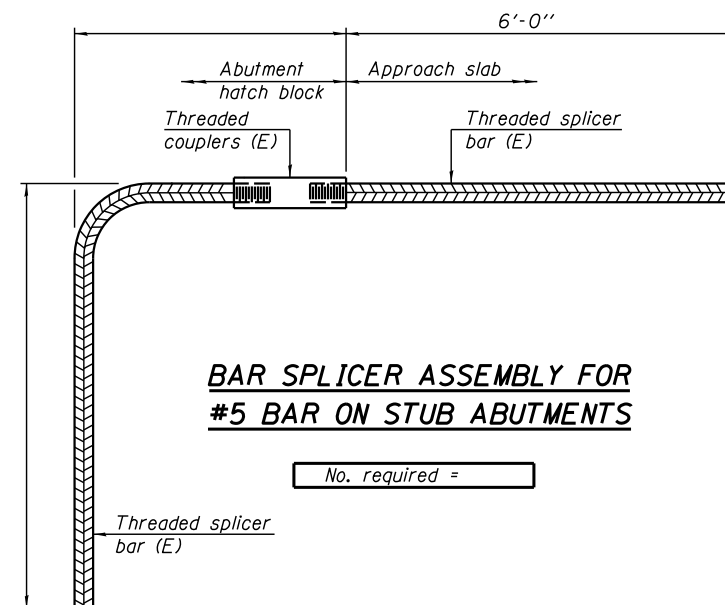 6'-0"
Abutment
hatch block
Approach slab
Threaded
couplers (E)
Threaded splicer
bar (E)
BAR SPLICER ASSEMBLY FOR
#5 BAR ON STUB ABUTMENTS
No. required =
Threaded splicer
bar (E)